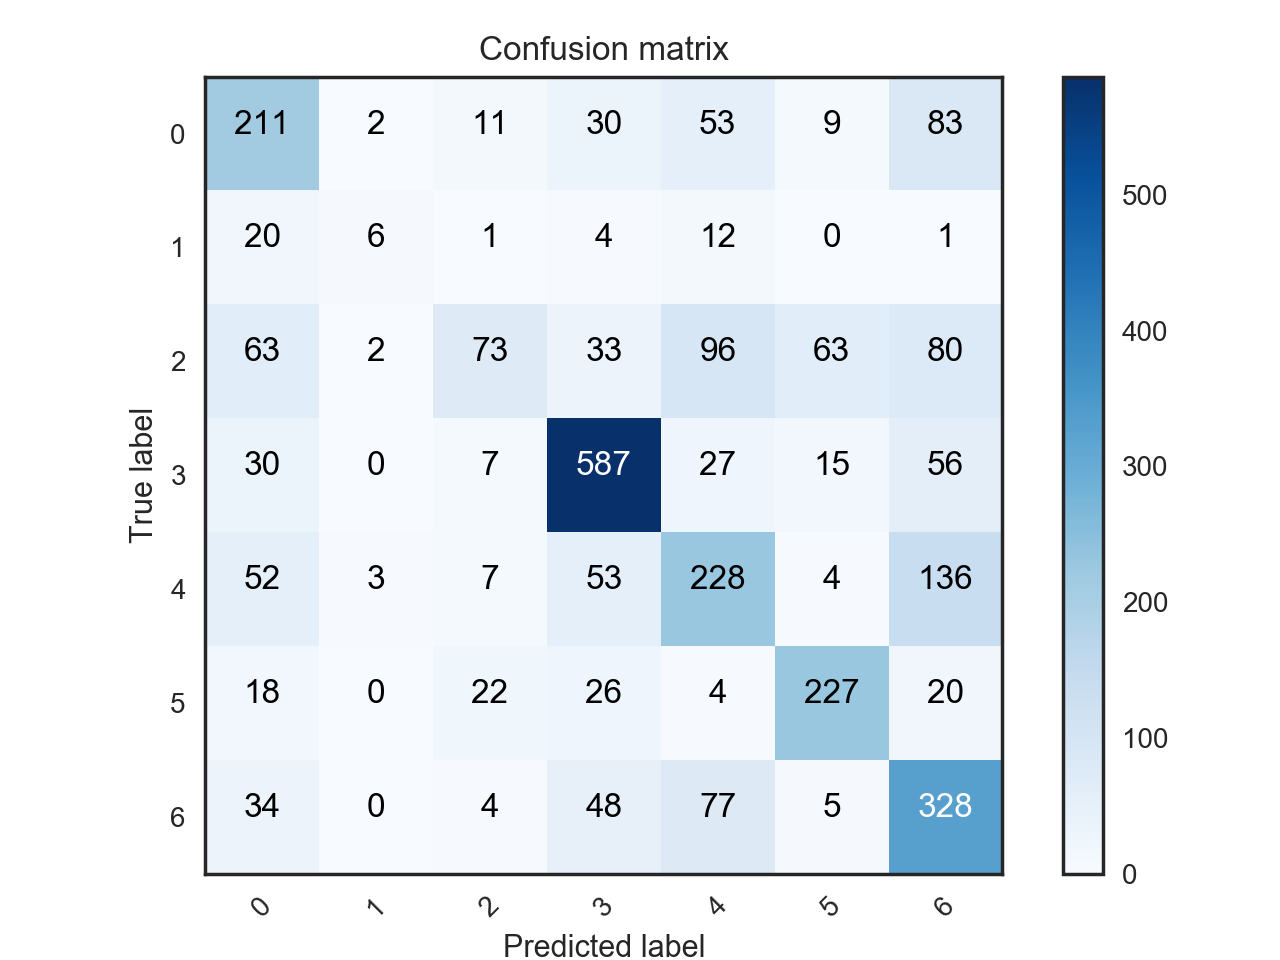 Confusion matrix
0 211 2 11 30 53 9 83
1 20 6 1 4 12 0 1
2 63 2 73 33 96 63 80
3 30 0 7 587 27 15 56
4 52 3 7 53 228 4 136
5 18 0 22 26 4 227 20
6 34 0 4 48 77 5 328
0 1 2 3 4 5 6
True label
Predicted label
500
400
300
200
100
0